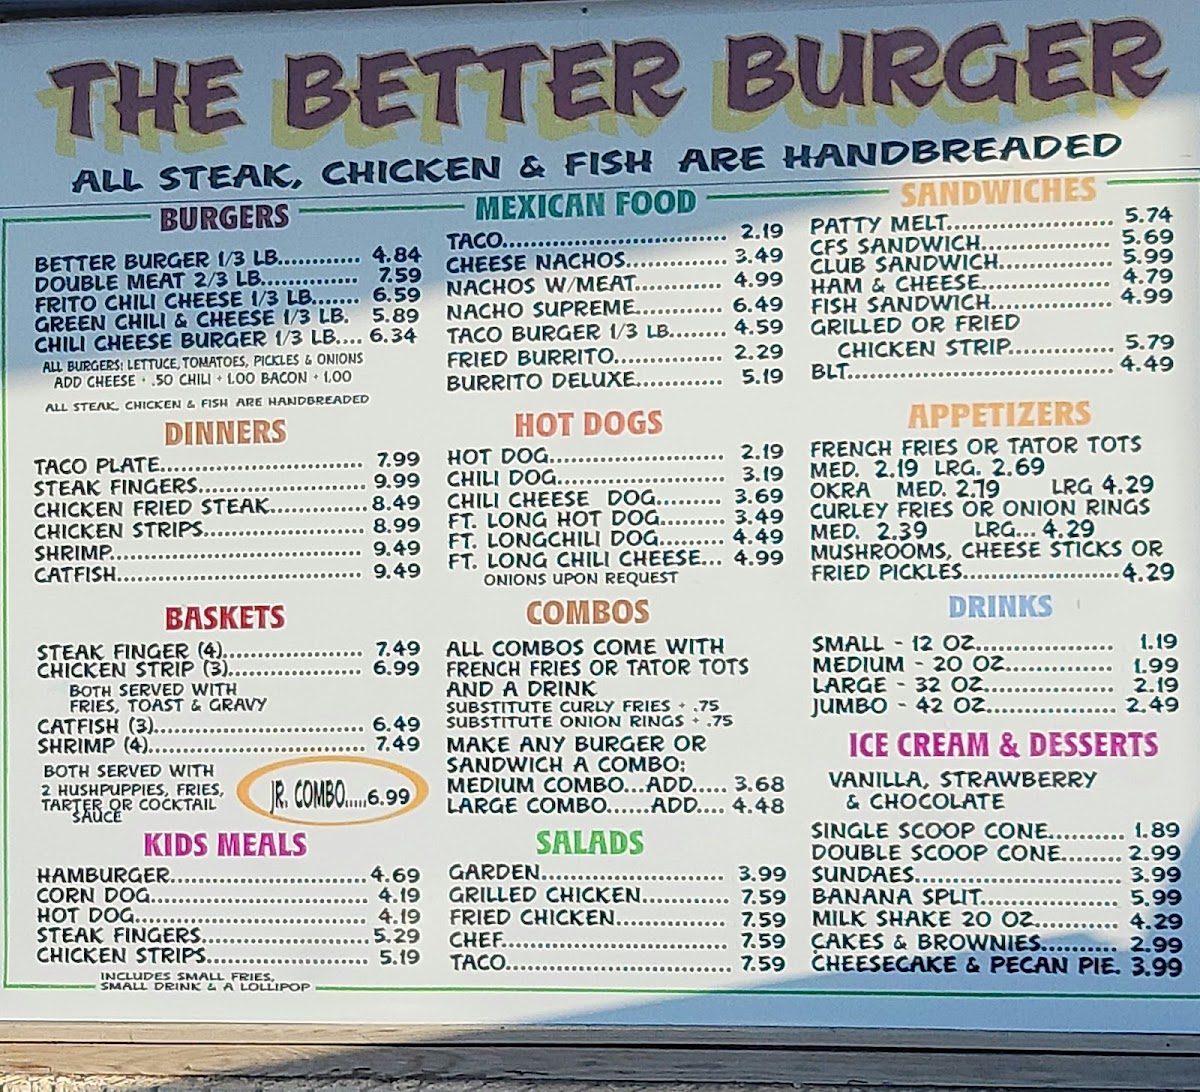 THE BETTER BURGER
ALL STEAK, CHICKEN & FISH ARE HANDBREADED
BURGERS
BETTER BURGER 1/3 LB............ 4.84
DOUBLE MEAT 2/3 LB.............. 7.59
FRITO CHILI CHEESE 1/3 LB....... 6.59
GREEN CHILI & CHEESE 1/3 LB. 5.89
CHILI CHEESE BURGER 1/3 LB.... 6.34
ALL BURGERS: LETTUCE, TOMATOES, PICKLES & ONIONS
ADD CHEESE + .50 CHILI + 1.00 BACON + 1.00
ALL STEAK, CHICKEN & FISH ARE HANDBREADED
DINNERS
TACO PLATE............................ 7.99
STEAK FINGERS....................... 9.99
CHICKEN FRIED STEAK............ 8.49
CHICKEN STRIPS...................... 8.99
SHRIMP.................................. 9.49
CATFISH................................. 9.49
BASKETS
STEAK FINGER (4).................... 7.49
CHICKEN STRIP (3)................... 6.99
BOTH SERVED WITH
FRIES, TOAST & GRAVY
CATFISH (3)............................. 6.49
SHRIMP (4).............................. 7.49
BOTH SERVED WITH
2 HUSHPUPPIES, FRIES,
TARTER OR COCKTAIL
SAUCE
JR. COMBO.....6.99
KIDS MEALS
HAMBURGER........................... 4.69
CORN DOG.............................. 4.19
HOT DOG................................ 4.19
STEAK FINGERS....................... 5.29
CHICKEN STRIPS...................... 5.19
INCLUDES SMALL FRIES,
SMALL DRINK & A LOLLIPOP
MEXICAN FOOD
TACO................................ 2.19
CHEESE NACHOS.............. 3.49
NACHOS W/MEAT............ 4.99
NACHO SUPREME............ 6.49
TACO BURGER 1/3 LB........ 4.59
FRIED BURRITO............... 2.29
BURRITO DELUXE............ 5.19
HOT DOGS
HOT DOG......................... 2.19
CHILI DOG........................ 3.19
CHILI CHEESE DOG......... 3.69
FT. LONG HOT DOG......... 3.49
FT. LONGCHILI DOG......... 4.49
FT. LONG CHILI CHEESE... 4.99
ONIONS UPON REQUEST
COMBOS
ALL COMBOS COME WITH
FRENCH FRIES OR TATOR TOTS
AND A DRINK
SUBSTITUTE CURLY FRIES + .75
SUBSTITUTE ONION RINGS + .75
MAKE ANY BURGER OR
SANDWICH A COMBO:
MEDIUM COMBO...ADD..... 3.68
LARGE COMBO......ADD.... 4.48
SALADS
GARDEN.......................... 3.99
GRILLED CHICKEN............ 7.59
FRIED CHICKEN............... 7.59
CHEF............................... 7.59
TACO............................... 7.59
SANDWICHES
PATTY MELT....................... 5.74
CFS SANDWICH.................. 5.69
CLUB SANDWICH................ 5.99
HAM & CHEESE.................. 4.79
FISH SANDWICH................. 4.99
GRILLED OR FRIED
CHICKEN STRIP.............. 5.79
BLT.................................... 4.49
APPETIZERS
FRENCH FRIES OR TATOR TOTS
MED. 2.19 LRG. 2.69
OKRA MED. 2.79 LRG 4.29
CURLEY FRIES OR ONION RINGS
MED. 2.39 LRG... 4.29
MUSHROOMS, CHEESE STICKS OR
FRIED PICKLES......................4.29
DRINKS
SMALL - 12 OZ.................... 1.19
MEDIUM - 20 OZ............... 1.99
LARGE - 32 OZ................... 2.19
JUMBO - 42 OZ.................. 2.49
ICE CREAM & DESSERTS
VANILLA, STRAWBERRY
& CHOCOLATE
SINGLE SCOOP CONE.......... 1.89
DOUBLE SCOOP CONE........ 2.99
SUNDAES........................... 3.99
BANANA SPLIT.................. 5.99
MILK SHAKE 20 OZ........... 4.29
CAKES & BROWNIES.......... 2.99
CHEESECAKE & PECAN PIE. 3.99